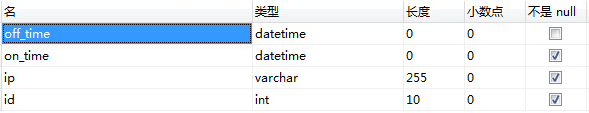 名 类型 长度 小数点 不是 null
off_time datetime 0 0
on_time datetime 0 0
ip varchar 255 0
id int 10 0